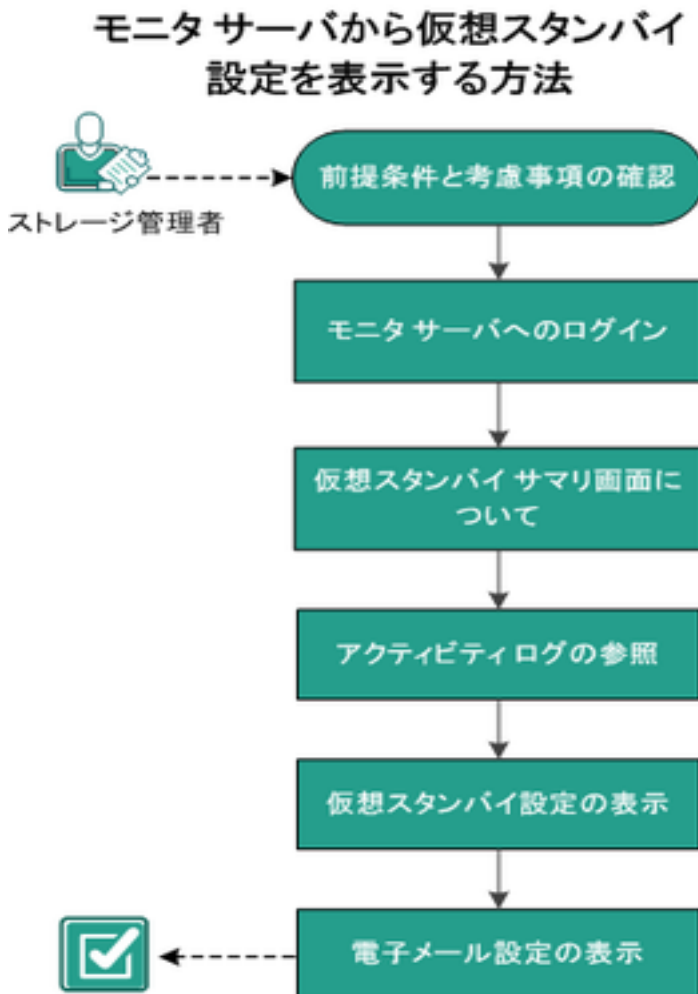 モニタ サーバから仮想スタンバイ
設定を表示する方法
前提条件と考慮事項の確認
ストレージ管理者
モニタ サーバへのログイン
仮想スタンバイ サマリ画面に
ついて
アクティビティ ログの参照
仮想スタンバイ設定の表示
電子メール設定の表示